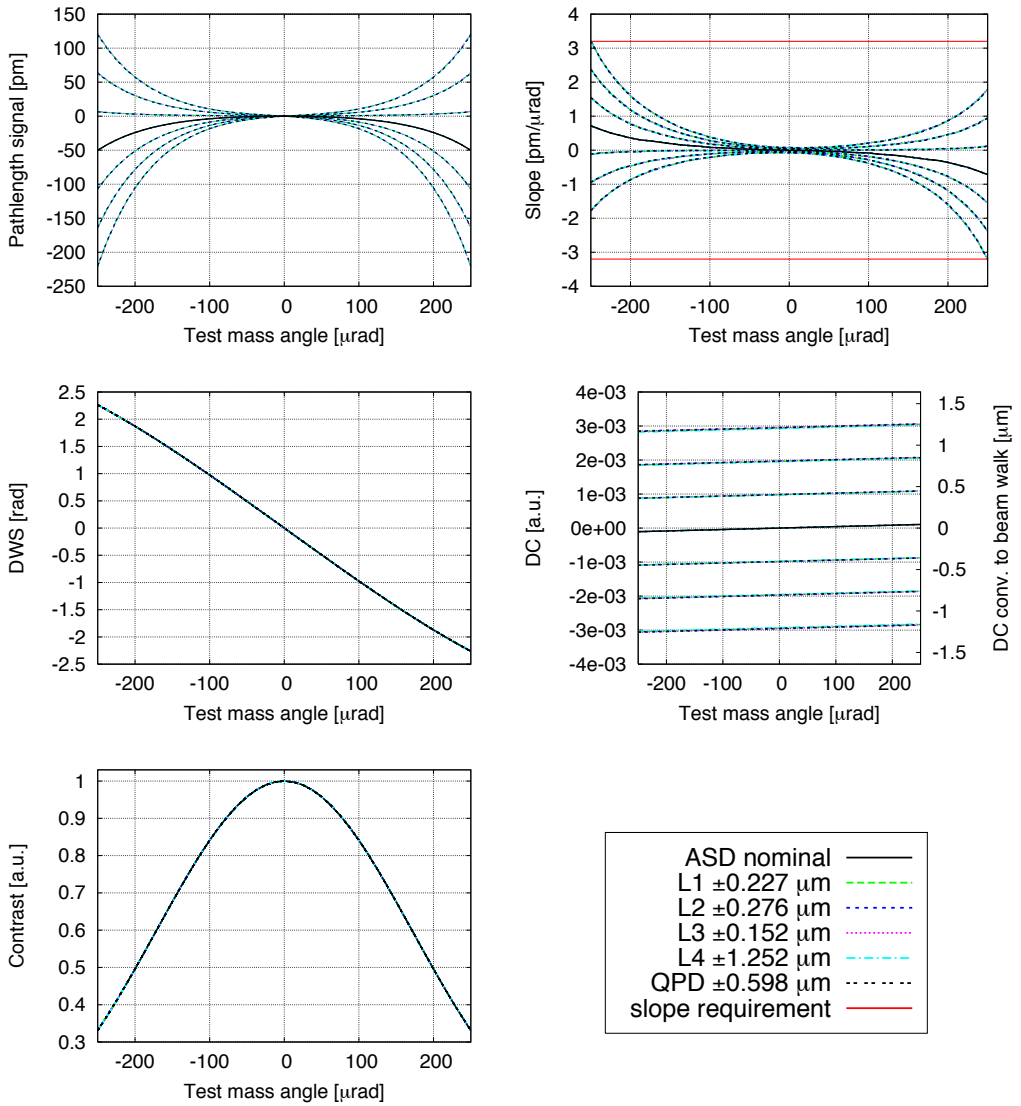 150
100
50
0
-50
-100
-150
-200
-250
Pathlength signal [pm]
-200 -100 0 100 200
Test mass angle [μrad]
4
3
2
1
0
-1
-2
-3
-4
Slope [pm/μrad]
-200 -100 0 100 200
Test mass angle [μrad]
2.5
2
1.5
1
0.5
0
-0.5
-1
-1.5
-2
-2.5
DWS [rad]
-200 -100 0 100 200
Test mass angle [μrad]
4e-03
3e-03
2e-03
1e-03
0e+00
-1e-03
-2e-03
-3e-03
-4e-03
DC [a.u.]
1.5
1
0.5
0
-0.5
-1
-1.5
DC conv. to beam walk [μm]
-200 -100 0 100 200
Test mass angle [μrad]
1
0.9
0.8
0.7
0.6
0.5
0.4
0.3
Contrast [a.u.]
-200 -100 0 100 200
Test mass angle [μrad]
ASD nominal
L1 ±0.227 μm
L2 ±0.276 μm
L3 ±0.152 μm
L4 ±1.252 μm
QPD ±0.598 μm
slope requirement